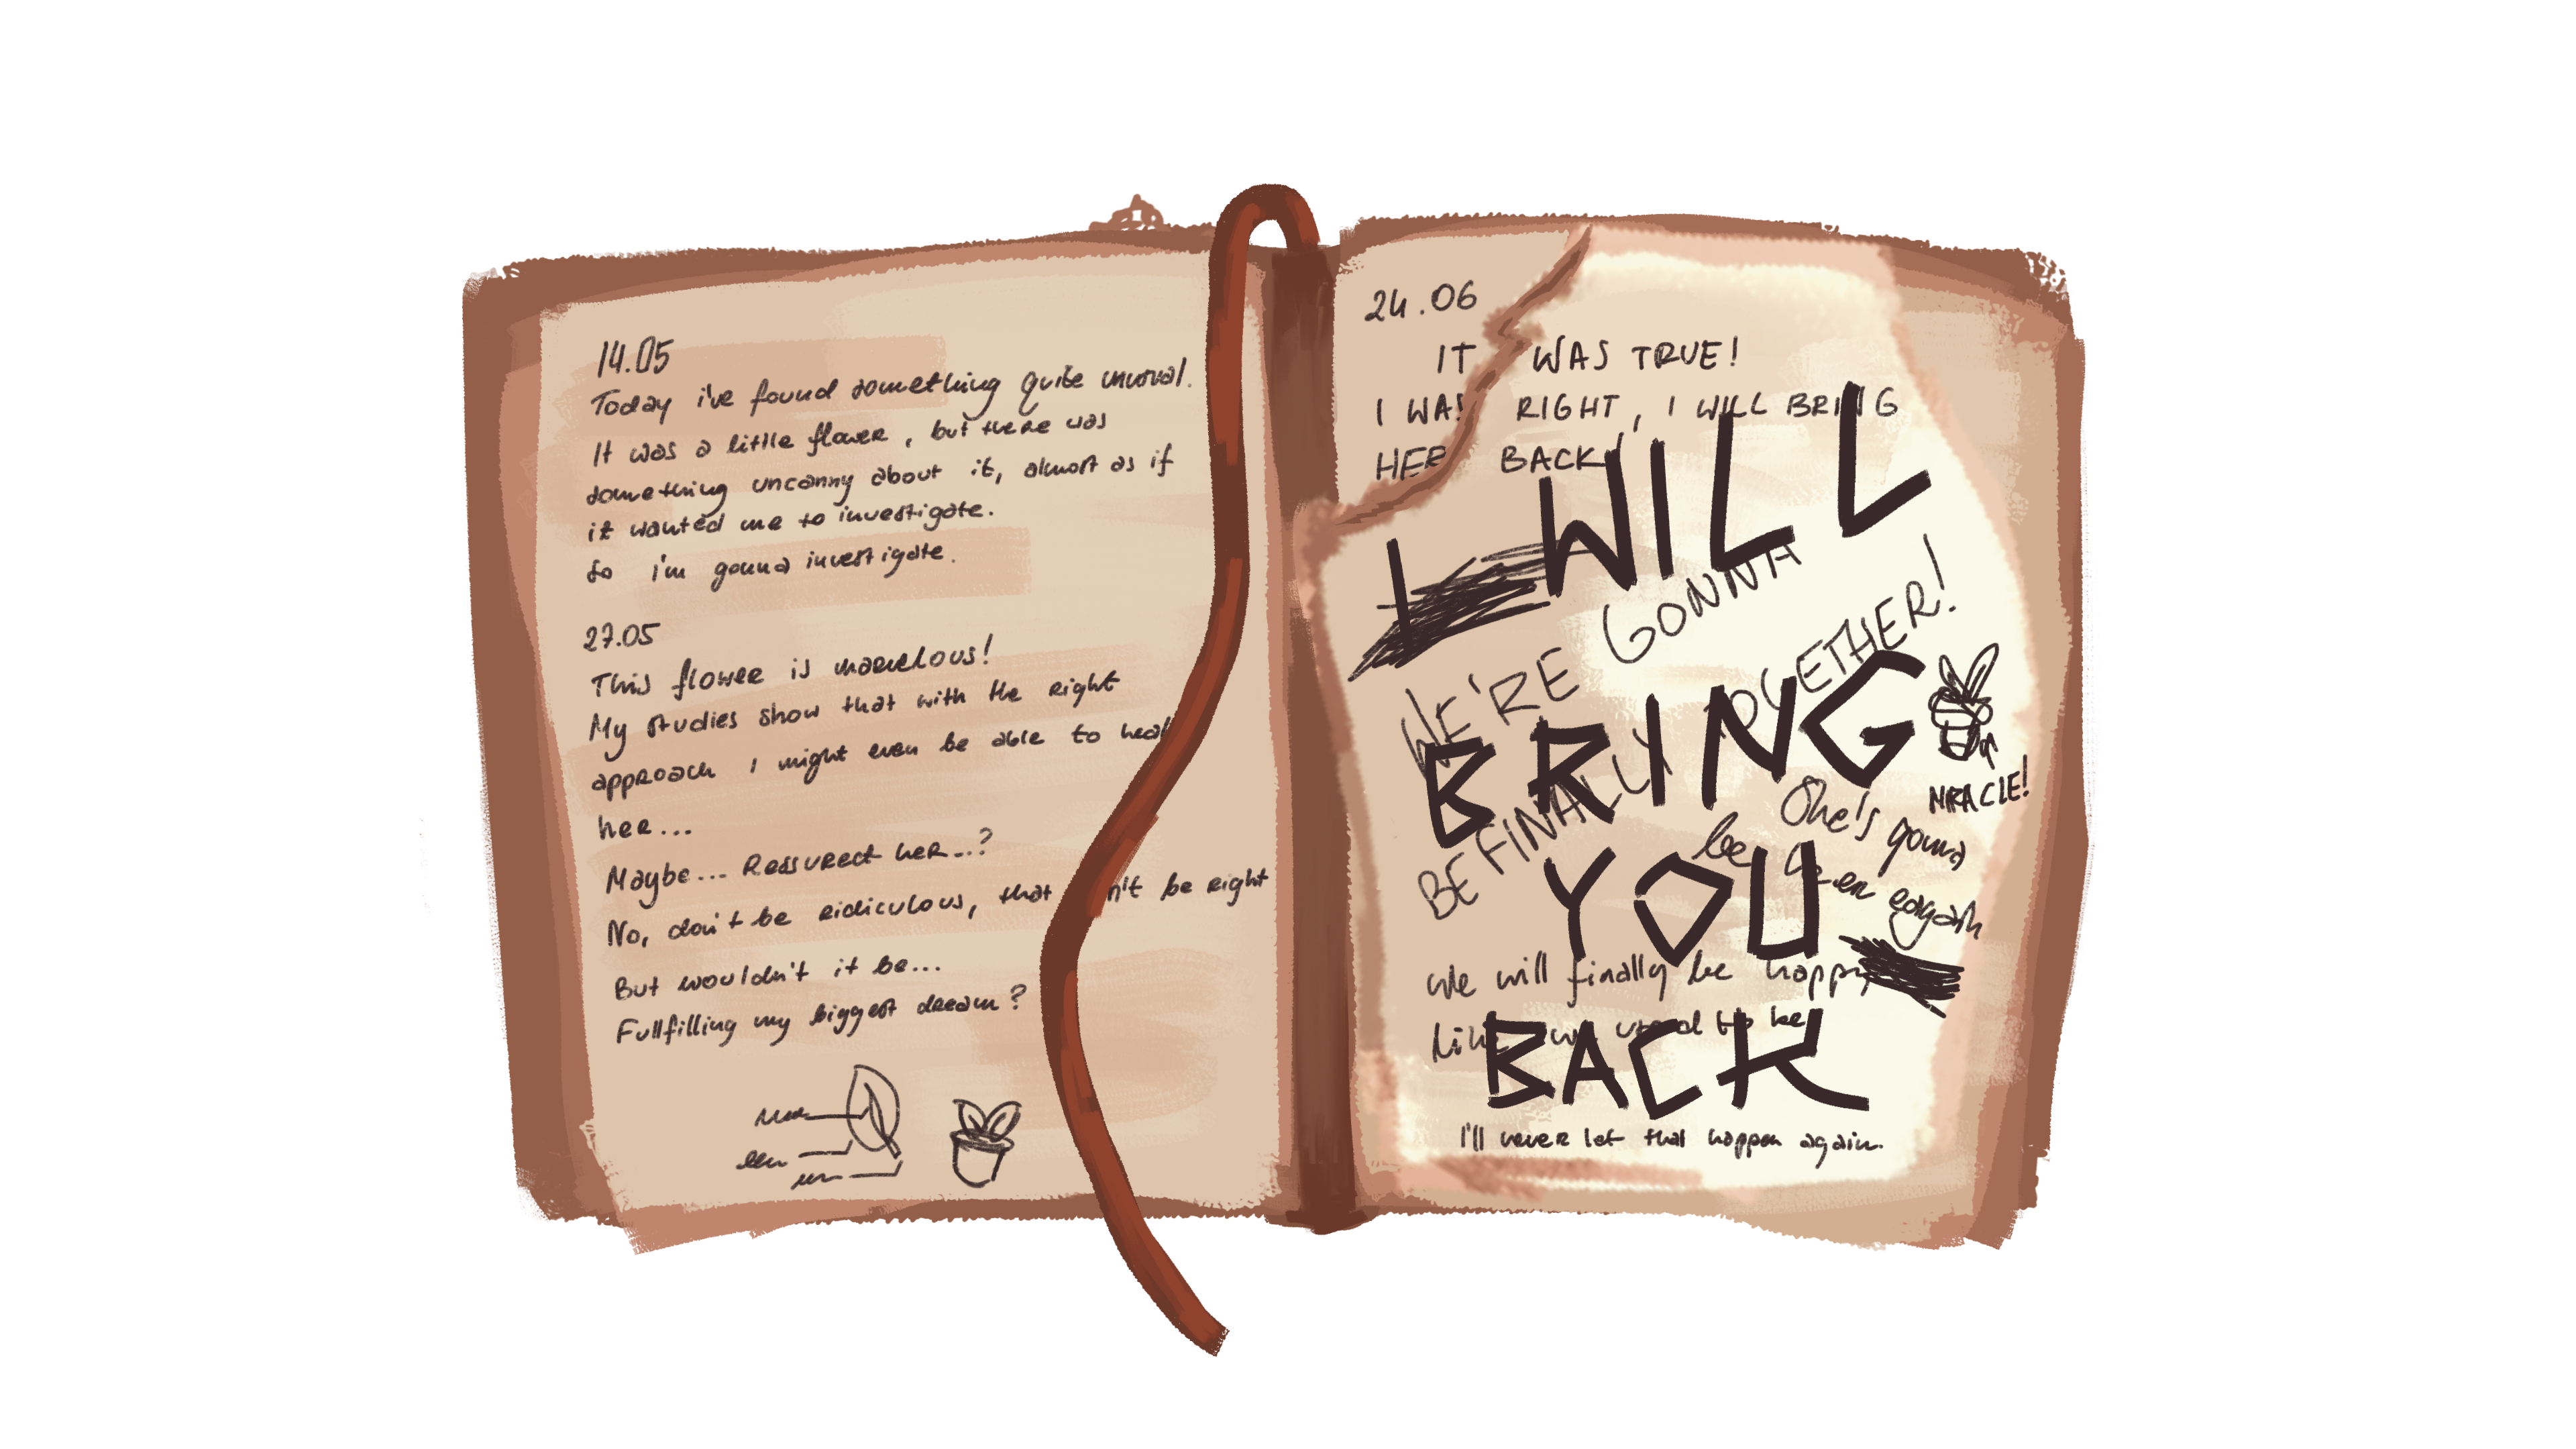 14.05
Today i've found something quite unusual.
It was a little flower, but there was
something uncanny about it, almost as if
it wanted me to investigate.
So i'm gonna investigate.
27.05
This flower is marvelous!
My studies show that with the right
approach I might even be able to heal
her...
Maybe... Ressurect her...?
No, don't be ridiculous, that n't be right
But wouldn't it be...
Fullfilling my biggest dream?
24.06
IT WAS TRUE!
I WAS RIGHT, I WILL BRING
HER BACK!
I WILL
WE'RE GONNA
BE FINALLY TOGETHER!
BRING
MIRACLE!
She's gonna
be eagain
YOU
We will finally be happy
Like we used to be
BACK
I'll never let that happen again.